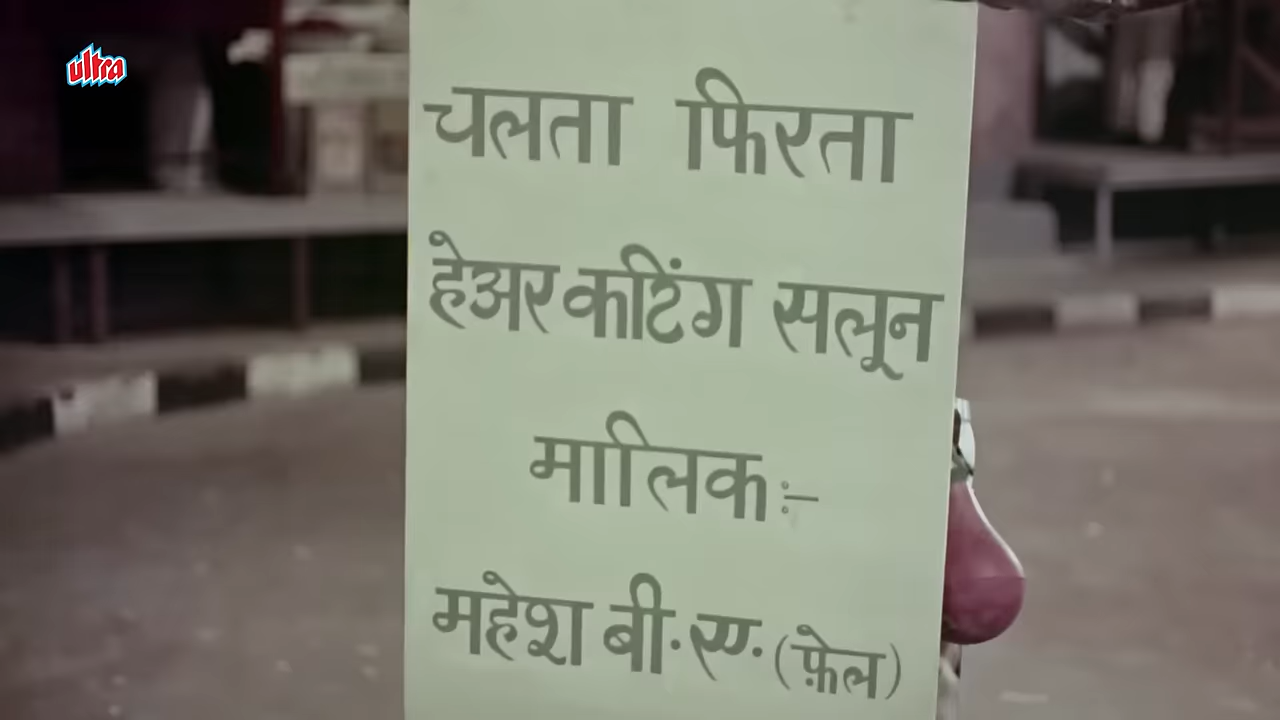 ultra
चलता फिरता
हेअर कटिंग सलून
मालिक :-
महेश बी.ए. (फ़ेल)